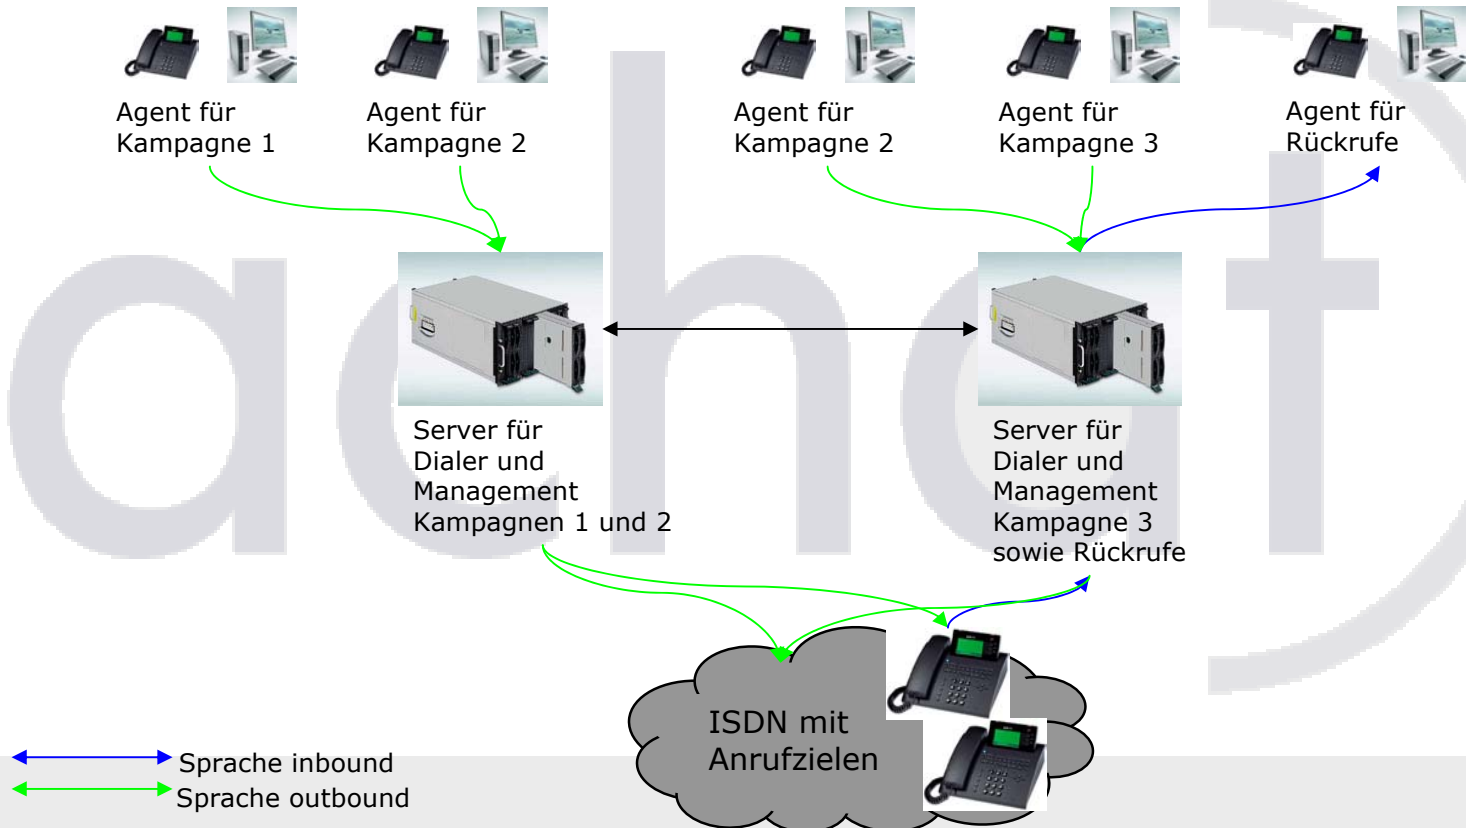 Agent für
Kampagne 1
Agent für
Kampagne 2
Agent für
Kampagne 2
Agent für
Kampagne 3
Agent für
Rückrufe
achat
Server für
Dialer und
Management
Kampagnen 1 und 2
Server für
Dialer und
Management
Kampagne 3
sowie Rückrufe
ISDN mit
Anrufzielen
Sprache inbound
Sprache outbound